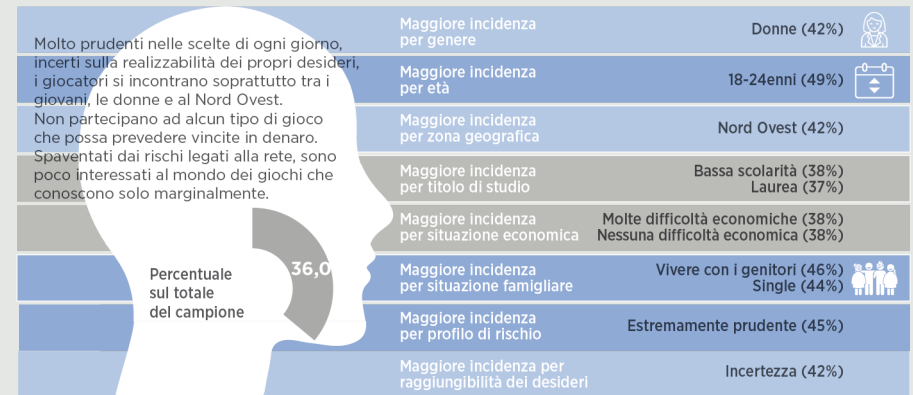 Molto prudenti nelle scelte di ogni giorno,
incerti sulla realizzabilità dei propri desideri,
i giocatori si incontrano soprattutto tra i
giovani, le donne e al Nord Ovest.
Non partecipano ad alcun tipo di gioco
che possa prevedere vincite in denaro.
Spaventati dai rischi legati alla rete, sono
poco interessati al mondo dei giochi che
conoscono solo marginalmente.
36,0
Percentuale
sul totale
del campione
Maggiore incidenza
per genere
Donne (42%)
Maggiore incidenza
per età
18-24enni (49%)
Maggiore incidenza
per zona geografica
Nord Ovest (42%)
Maggiore incidenza
per titolo di studio
Bassa scolarità (38%)
Laurea (37%)
Maggiore incidenza
per situazione economica
Molte difficoltà economiche (38%)
Nessuna difficoltà economica (38%)
Maggiore incidenza
per situazione famigliare
Vivere con i genitori (46%)
Single (44%)
Maggiore incidenza
per profilo di rischio
Estremamente prudente (45%)
Maggiore incidenza per
raggiungibilità dei desideri
Incertezza (42%)